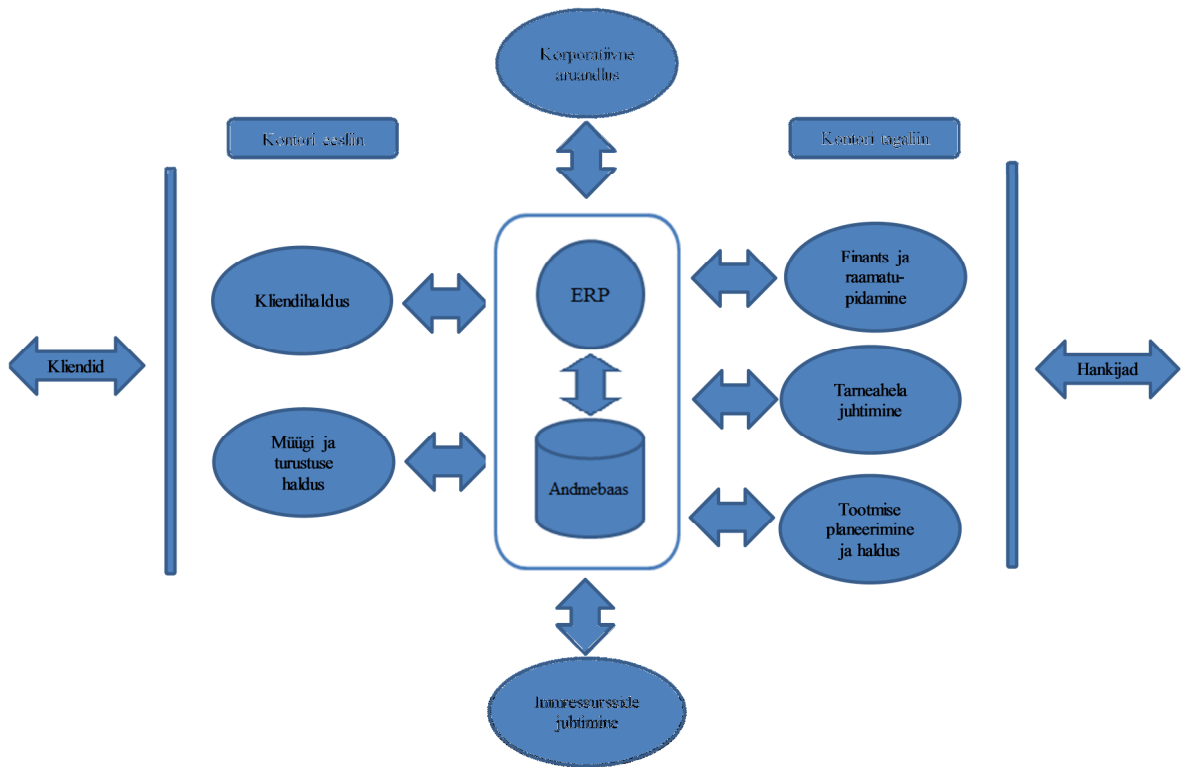 Korporatiivne
aruandlus
Kontori eesliin
Kontori tagaliin
Kliendihaldus
ERP
Finants ja
raamatu-
pidamine
Kliendid
Tarneahela
juhtimine
Hankijad
Müügi ja
turustuse
haldus
Andmebaas
Tootmise
planeerimine
ja haldus
Inimressursside
juhtimine